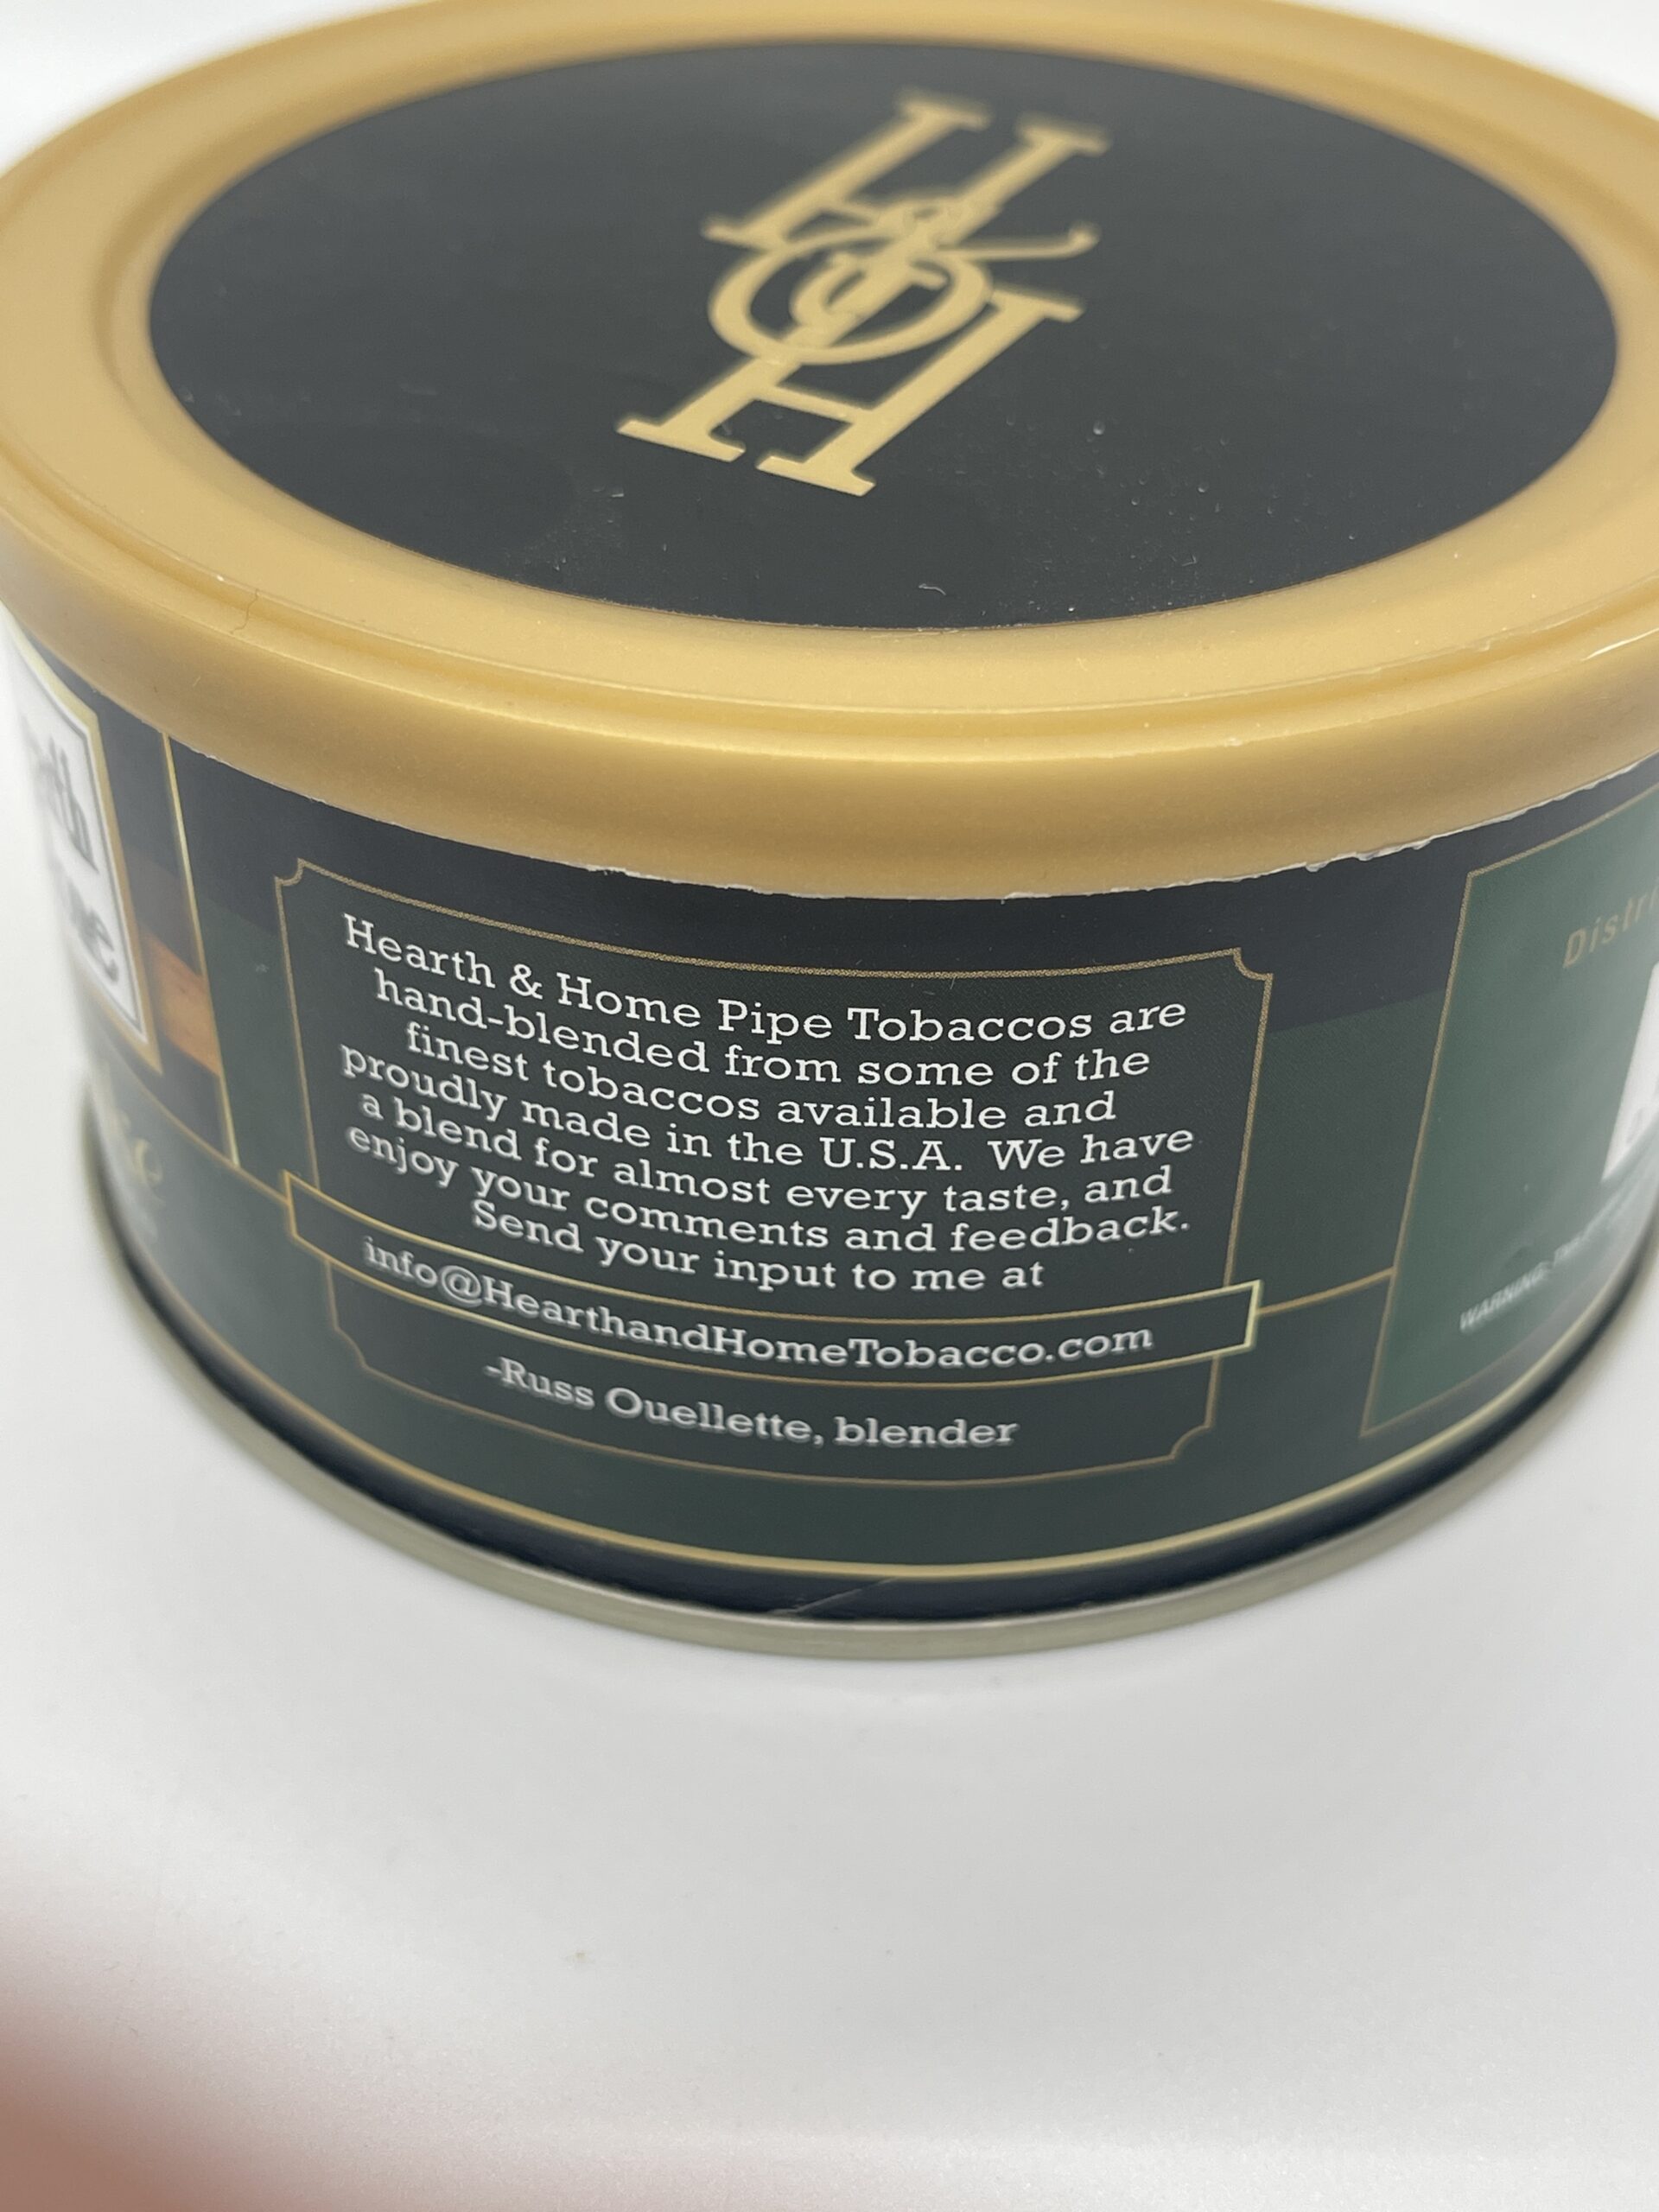 H
&
H
Hearth & Home Pipe Tobaccos are
hand-blended from some of the
finest tobaccos available and
proudly made in the U.S.A. We have
a blend for almost every taste, and
enjoy your comments and feedback.
Send your input to me at
info@HearthandHomeTobacco.com
-Russ Ouellette, blender
WARNING: